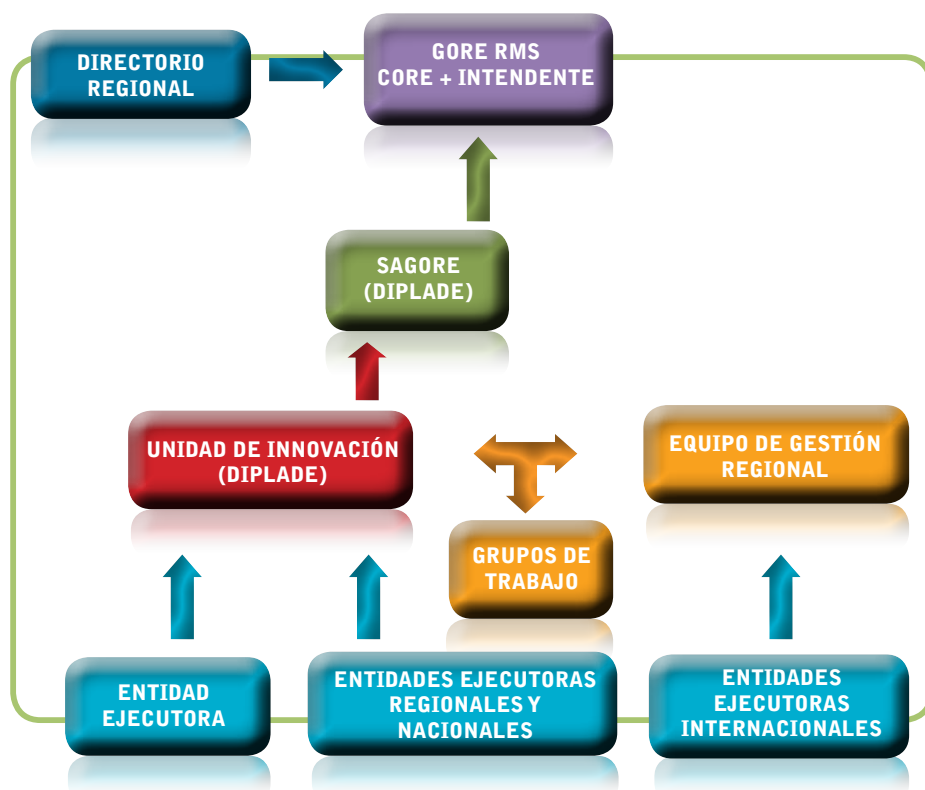 DIRECTORIO
REGIONAL
GORE RMS
CORE + INTENDENTE
SAGORE
(DIPLADE)
UNIDAD DE INNOVACIÓN
(DIPLADE)
EQUIPO DE GESTIÓN
REGIONAL
GRUPOS DE
TRABAJO
ENTIDAD
EJECUTORA
ENTIDADES EJECUTORAS
REGIONALES Y
NACIONALES
ENTIDADES
EJECUTORAS
INTERNACIONALES